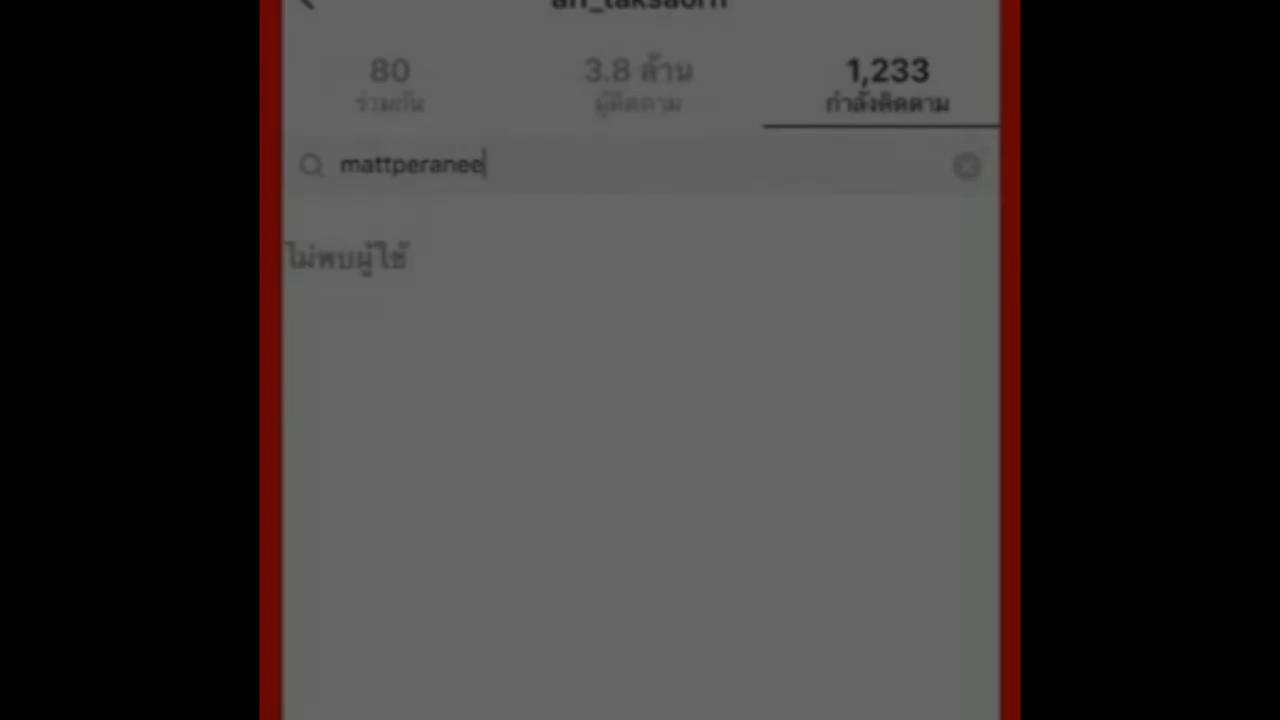 80
3.8 ล้าน
1,233
ร่วมกัน
ผู้ติดตาม
กำลังติดตาม
mattperanee
ไม่พบผู้ใช้